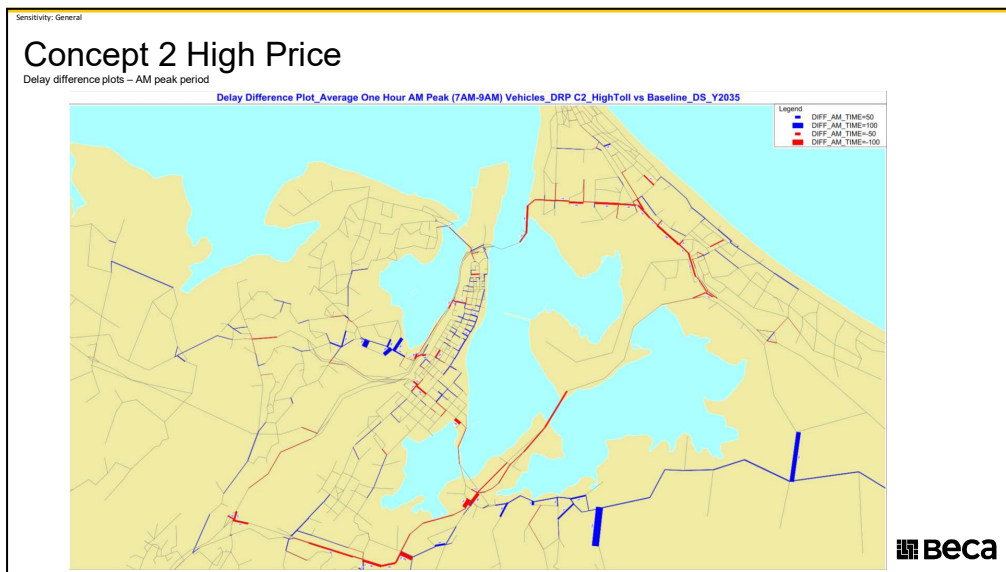 Sensitivity: General
Concept 2 High Price
Delay difference plots – AM peak period
Delay Difference Plot_Average One Hour AM Peak (7AM-9AM) Vehicles_DRP C2_HighToll vs Baseline_DS_Y2035
Legend
DIFF_AM_TIME=50
DIFF_AM_TIME=100
DIFF_AM_TIME=-50
DIFF_AM_TIME=-100
Beca